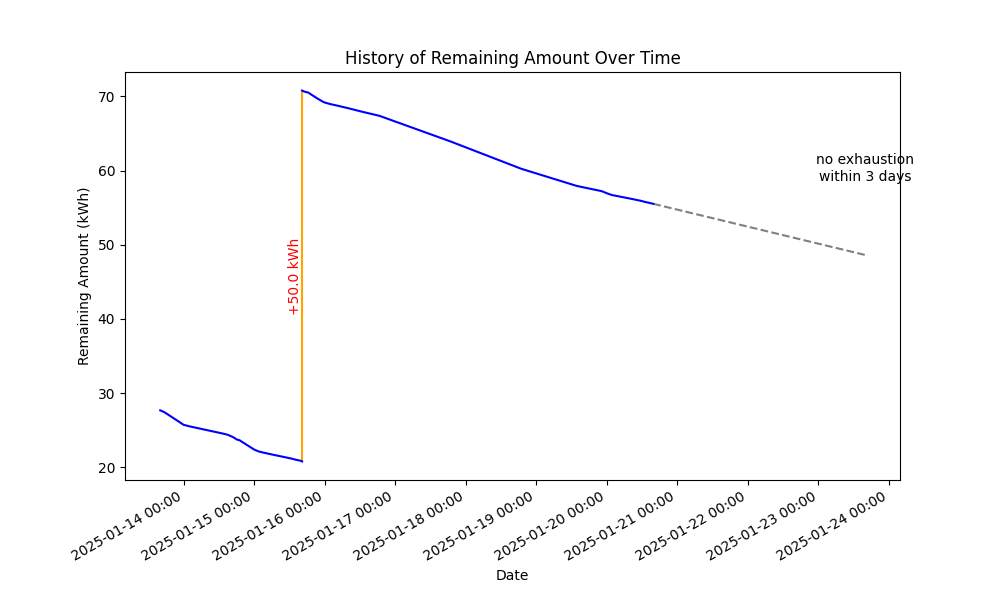 History of Remaining Amount Over Time
Remaining Amount (kWh)
70
60
50
40
30
20
+50.0 kWh
no exhaustion
within 3 days
2025-01-14 00:00
2025-01-15 00:00
2025-01-16 00:00
2025-01-17 00:00
2025-01-18 00:00
2025-01-19 00:00
2025-01-20 00:00
2025-01-21 00:00
2025-01-22 00:00
2025-01-23 00:00
2025-01-24 00:00
Date